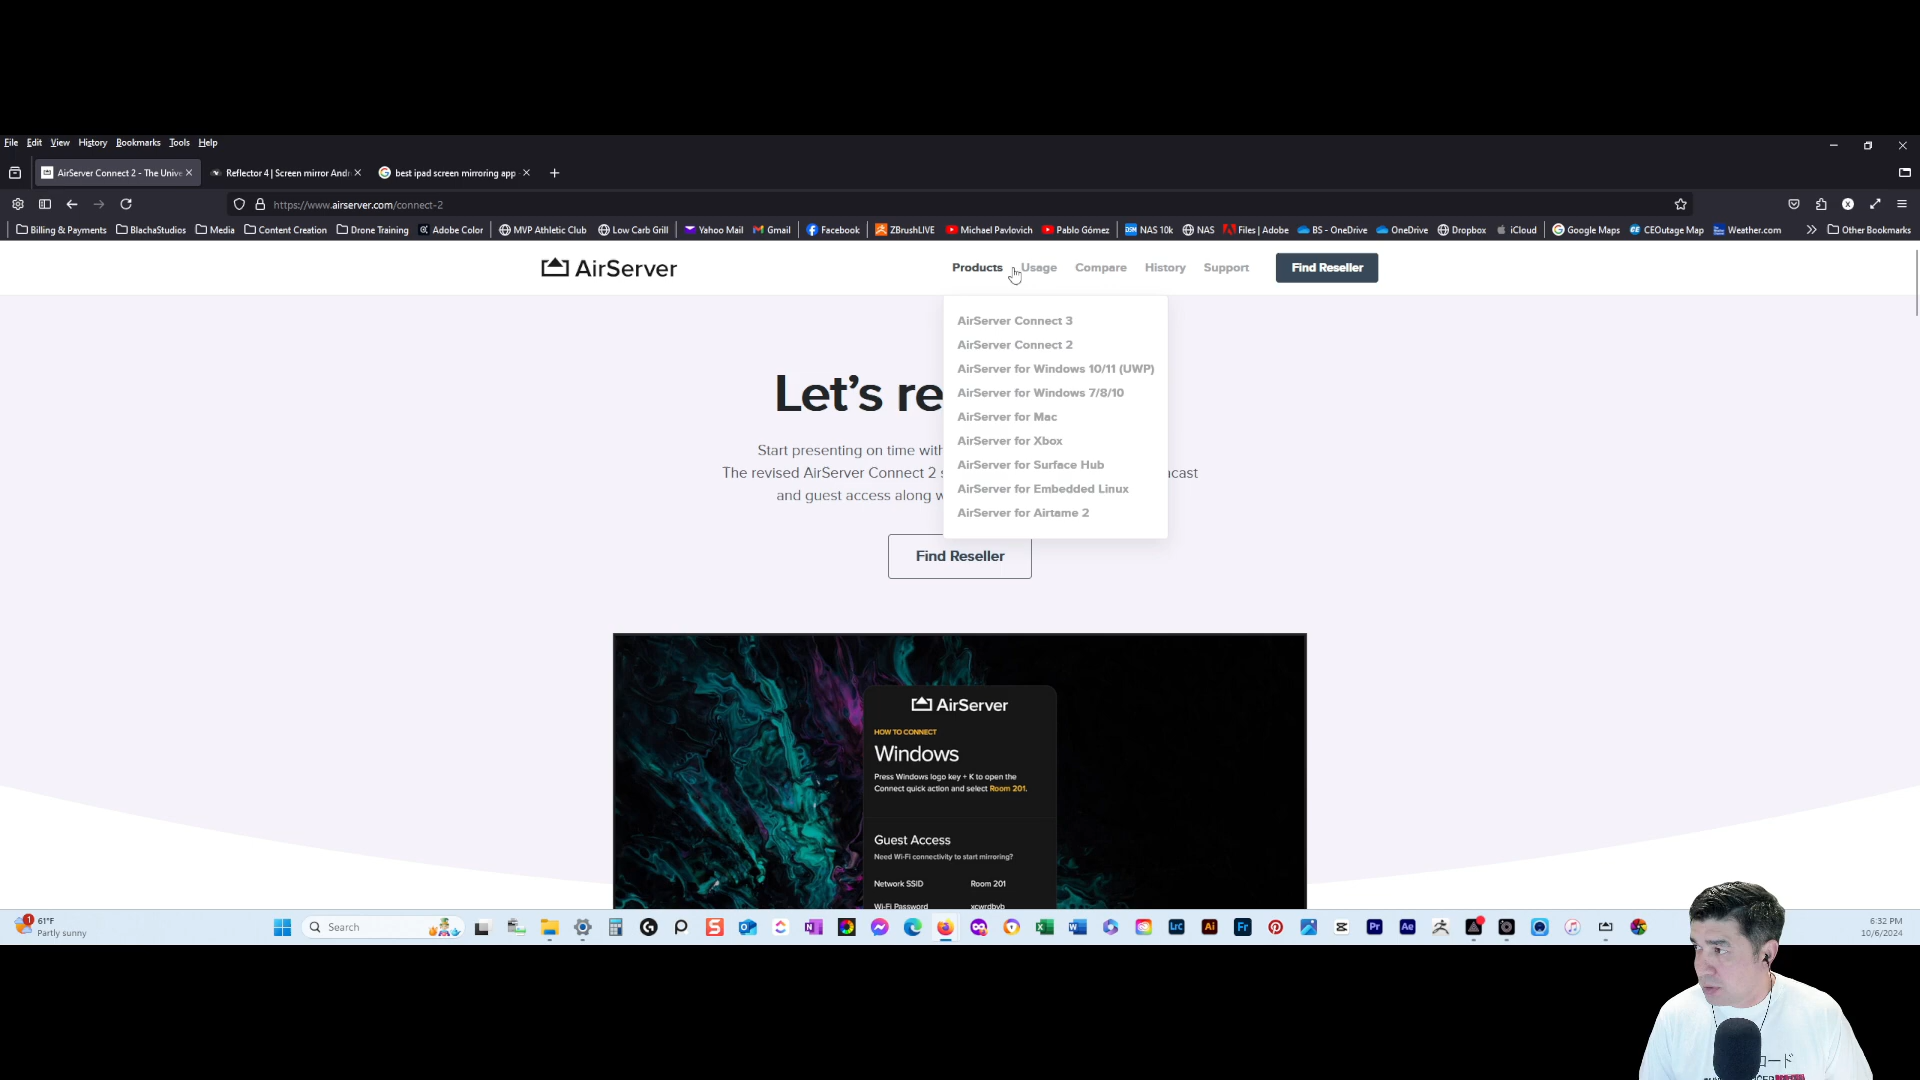 File Edit View History Bookmarks Tools Help
AirServer Connect 2 - The Unive
Reflector 4 | Screen mirror Andr
best ipad screen mirroring app
https://www.airserver.com/connect-2
Billing & Payments BlachaStudios Media Content Creation Drone Training Adobe Color MVP Athletic Club Low Carb Grill Yahoo Mail Gmail Facebook ZBrushLIVE Michael Pavlovich Pablo Gómez NAS 10k NAS Files | Adobe BS - OneDrive OneDrive Dropbox iCloud Google Maps CEOutage Map Weather.com Other Bookmarks
AirServer
Products Usage Compare History Support Find Reseller
AirServer Connect 3
AirServer Connect 2
AirServer for Windows 10/11 (UWP)
AirServer for Windows 7/8/10
AirServer for Mac
AirServer for Xbox
AirServer for Surface Hub
AirServer for Embedded Linux
AirServer for Airtame 2
Let's re
Start presenting on time with
The revised AirServer Connect 2 s acast
and guest access along w
Find Reseller
AirServer
HOW TO CONNECT
Windows
Press Windows logo key + K to open the
Connect quick action and select Room 201.
Guest Access
Need Wi-Fi connectivity to start mirroring?
Network SSID Room 201
Wi-Fi Password xcwrdbyb
1 61°F
Partly sunny
Search
6:32 PM
10/6/2024